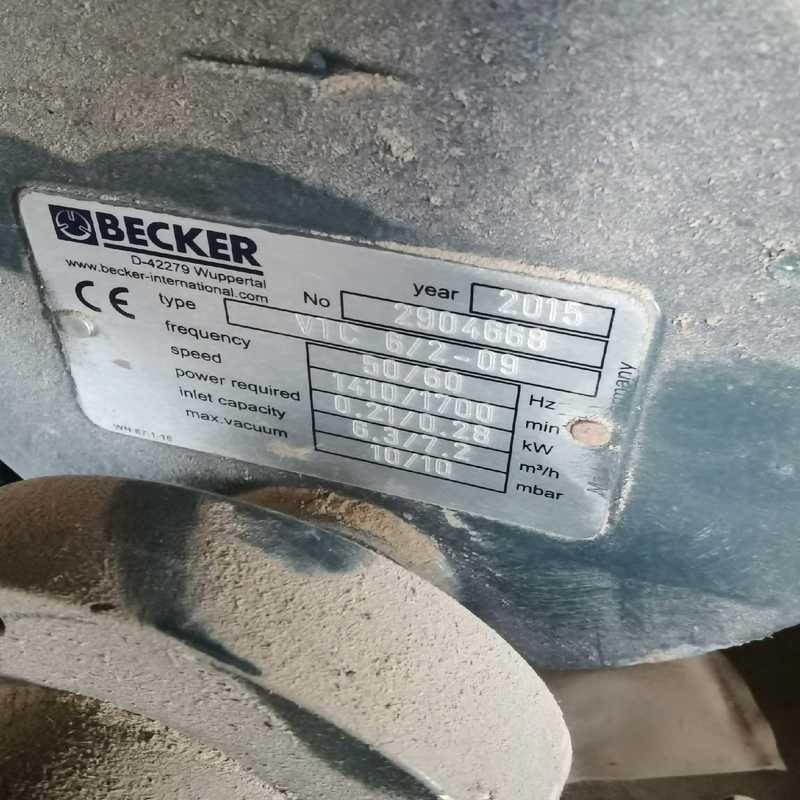 BECKER
D-42279 Wuppertal
www.becker-international.com
CE
year 2015
No 2904668
type VTC 6/2-09
frequency 50/60 Hz
speed 1410/1700 min
power required 0.21/0.28 kW
inlet capacity 6.3/7.2 m³/h
max.vacuum 10/10 mbar